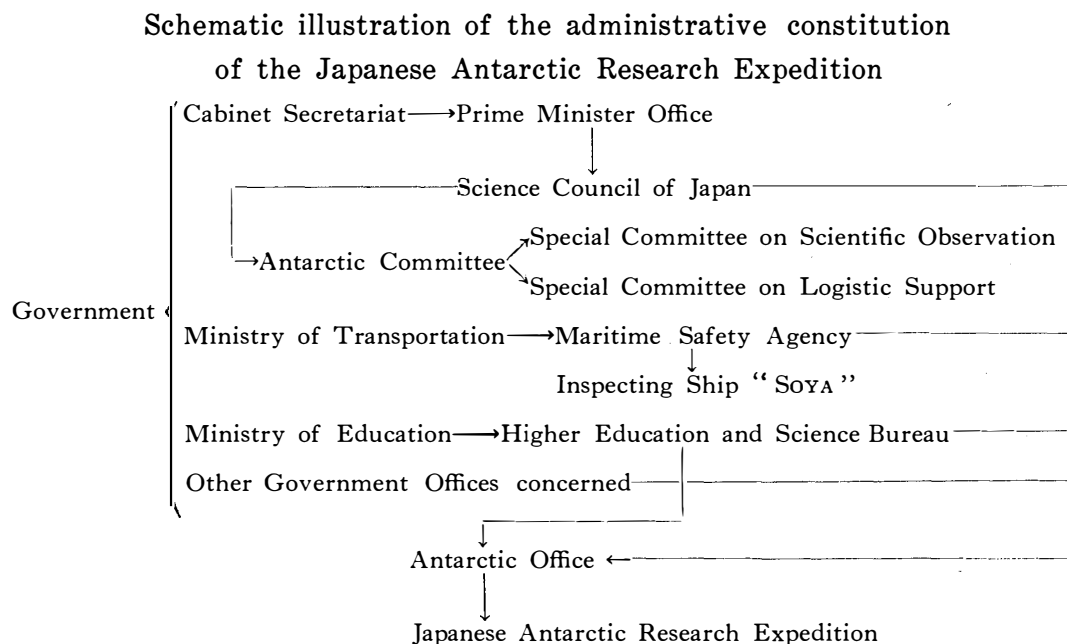 Schematic illustration of the administrative constitution
of the Japanese Antarctic Research Expedition
Cabinet Secretariat→Prime Minister Office
Science Council of Japan
Special Committee on Scientific Observation
→Antarctic Committee
Special Committee on Logistic Support
Government
Ministry of Transportation→Maritime Safety Agency
Inspecting Ship “SOYA”
Ministry of Education→Higher Education and Science Bureau
Other Government Offices concerned
Antarctic Office ←
Japanese Antarctic Research Expedition